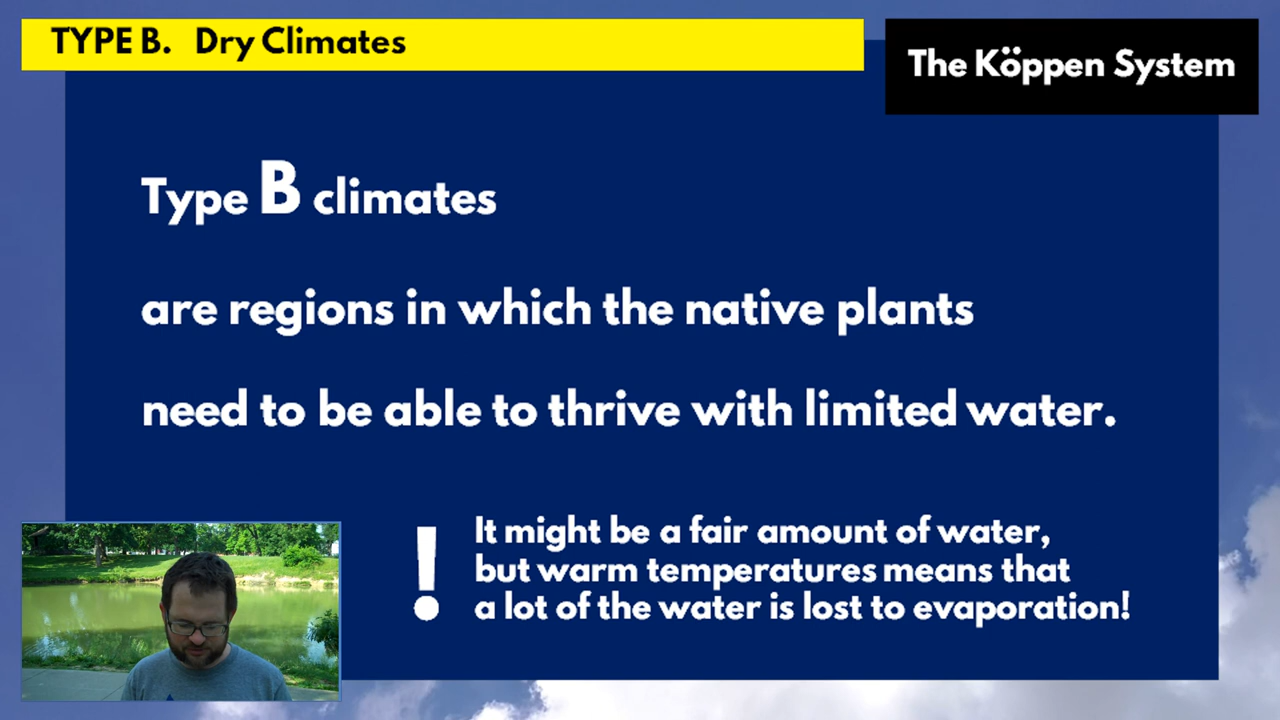 TYPE B. Dry Climates
The Köppen System
Type B climates
are regions in which the native plants
need to be able to thrive with limited water.
! It might be a fair amount of water,
but warm temperatures means that
a lot of the water is lost to evaporation!